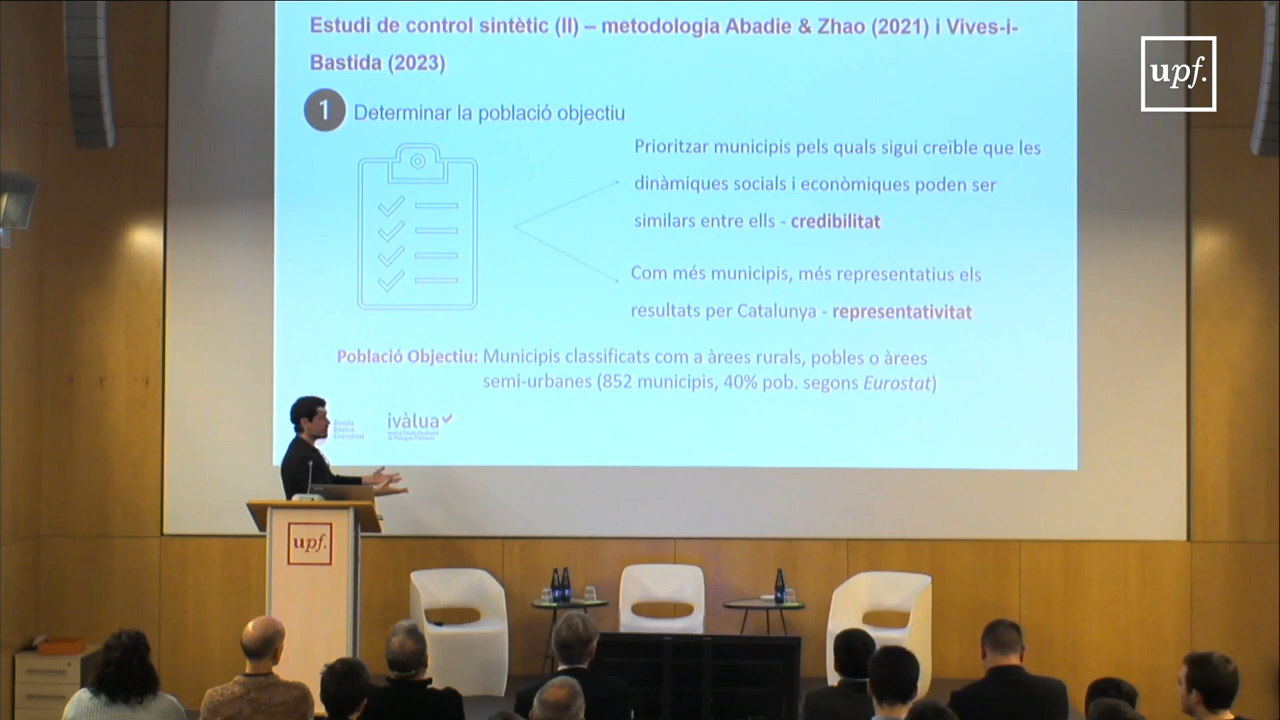 Estudi de control sintètic (II) – metodologia Abadie & Zhao (2021) i Vives-i-
Bastida (2023)
1 Determinar la població objectiu
Prioritzar municipis pels quals sigui creïble que les
dinàmiques socials i econòmiques poden ser
similars entre ells - credibilitat
Com més municipis, més representatius els
resultats per Catalunya - representativitat
Població Objectiu: Municipis classificats com a àrees rurals, pobles o àrees
semi-urbanes (852 municipis, 40% pob. segons Eurostat)
Renda
Bàsica
Universal
ivàlua
upf.
upf.